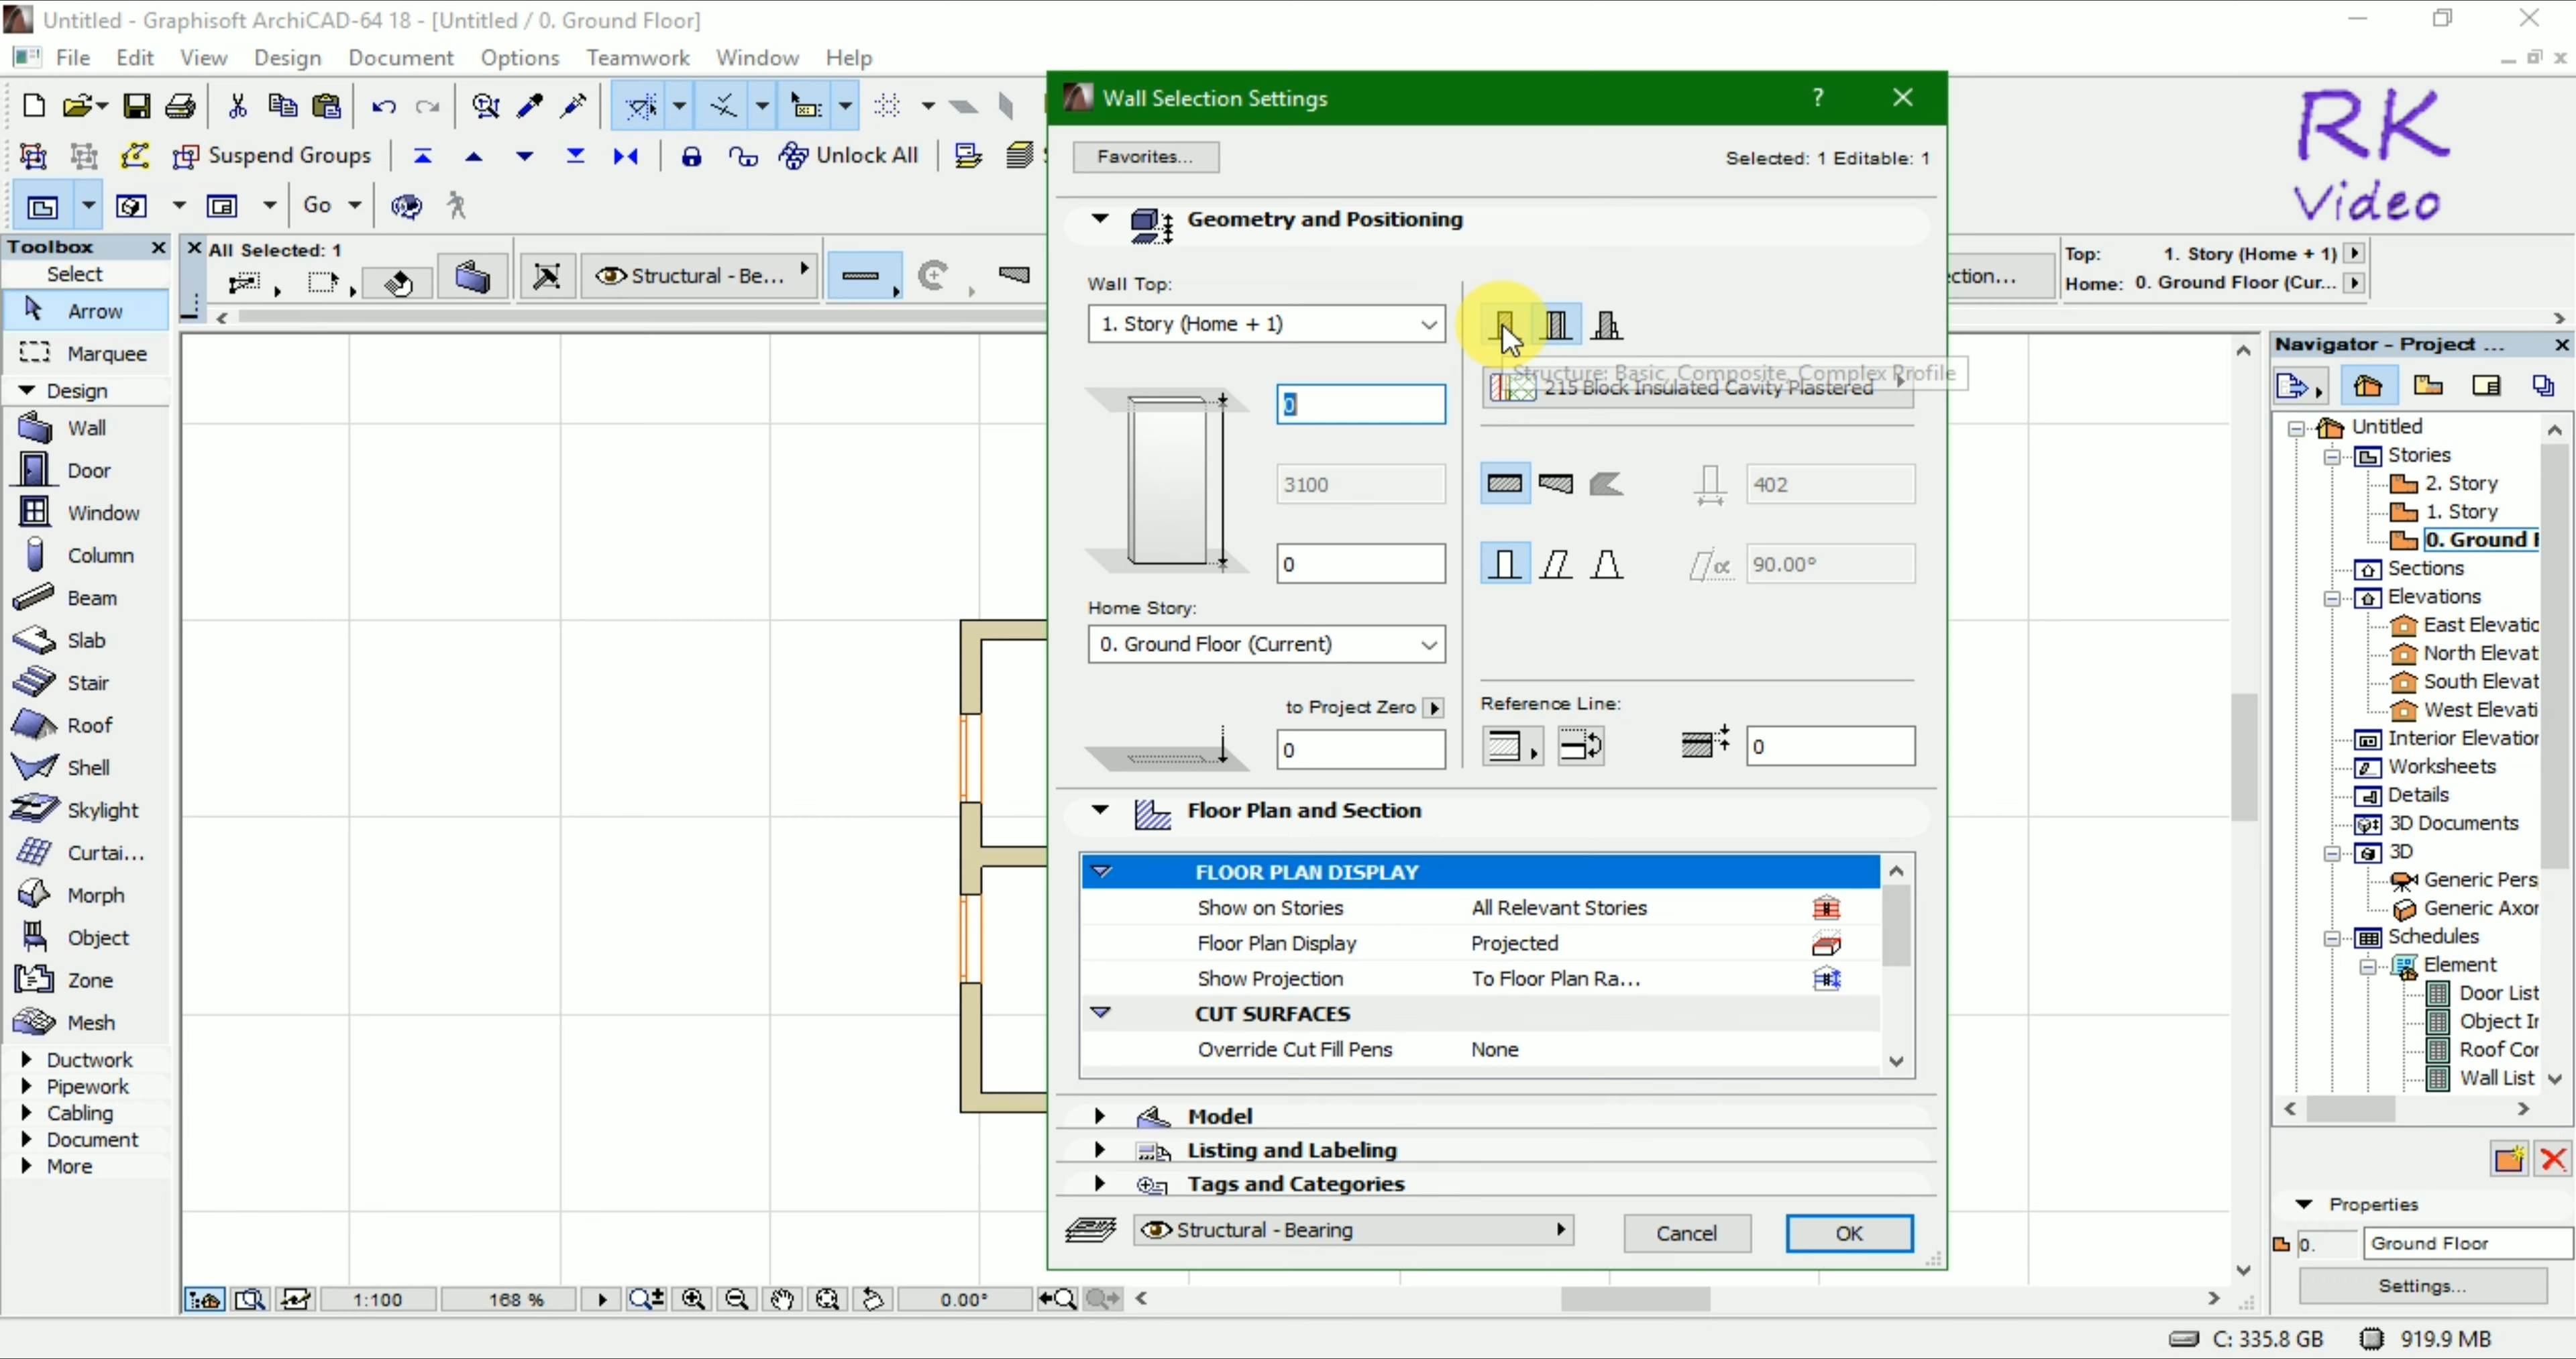 Untitled - Graphisoft ArchiCAD-64 18 - [Untitled / 0. Ground Floor]
File Edit View Design Document Options Teamwork Window Help
Wall Selection Settings ?
RK
Video
Suspend Groups Unlock All
Favorites... Selected: 1 Editable: 1
Go
Toolbox
All Selected: 1
Select
Structural - Be...
Arrow
Marquee
Design
Wall
Door
Window
Column
Beam
Slab
Stair
Roof
Shell
Skylight
Curtai...
Morph
Object
Zone
Mesh
Ductwork
Pipework
Cabling
Document
More
Geometry and Positioning
Wall Top:
1. Story (Home + 1)
Structure: Basic, Composite, Complex Profile
215 Block Insulated Cavity Plastered
0
3100
402
0
α
90.00°
Home Story:
0. Ground Floor (Current)
to Project Zero
Reference Line:
0
0
Floor Plan and Section
FLOOR PLAN DISPLAY
Show on Stories All Relevant Stories
Floor Plan Display Projected
Show Projection To Floor Plan Ra...
CUT SURFACES
Override Cut Fill Pens None
Model
Listing and Labeling
Tags and Categories
Structural - Bearing Cancel OK
ction...
Top: 1. Story (Home + 1)
Home: 0. Ground Floor (Cur...
Navigator - Project ...
Untitled
Stories
2. Story
1. Story
0. Ground F
Sections
Elevations
East Elevatio
North Elevat
South Elevat
West Elevati
Interior Elevation
Worksheets
Details
3D Documents
3D
Generic Pers
Generic Axor
Schedules
Element
Door List
Object Ir
Roof Cor
Wall List
Properties
0. Ground Floor
Settings...
1:100 168 % 0.00°
C: 335.8 GB 919.9 MB